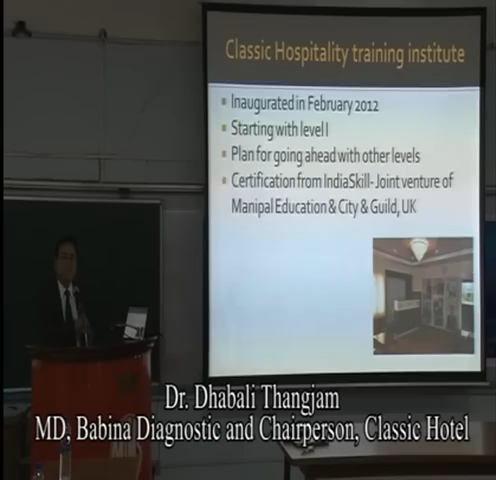 Classic Hospitality training institute
Inaugurated in February 2012
Starting with level I
Plan for going ahead with other levels
Certification from IndiaSkill- Joint venture of
Manipal Education & City & Guild, UK
Dr. Dhabali Thangjam
MD, Babina Diagnostic and Chairperson, Classic Hotel